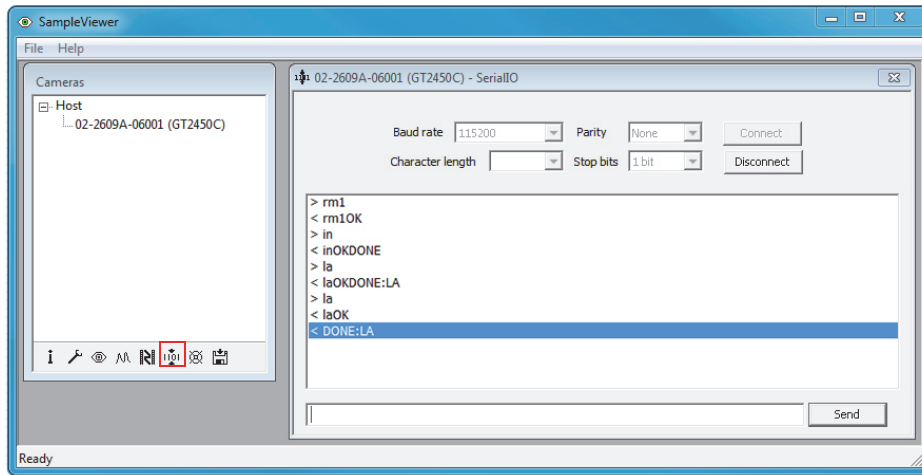 SampleViewer
File Help
Cameras
Host
02-2609A-06001 (GT2450C)
02-2609A-06001 (GT2450C) - SerialIO
Baud rate 115200 Parity None Connect
Character length Stop bits 1 bit Disconnect
> rm1
< rm1OK
> in
< inOKDONE
> la
< laOKDONE:LA
> la
< laOK
< DONE:LA
Send
Ready